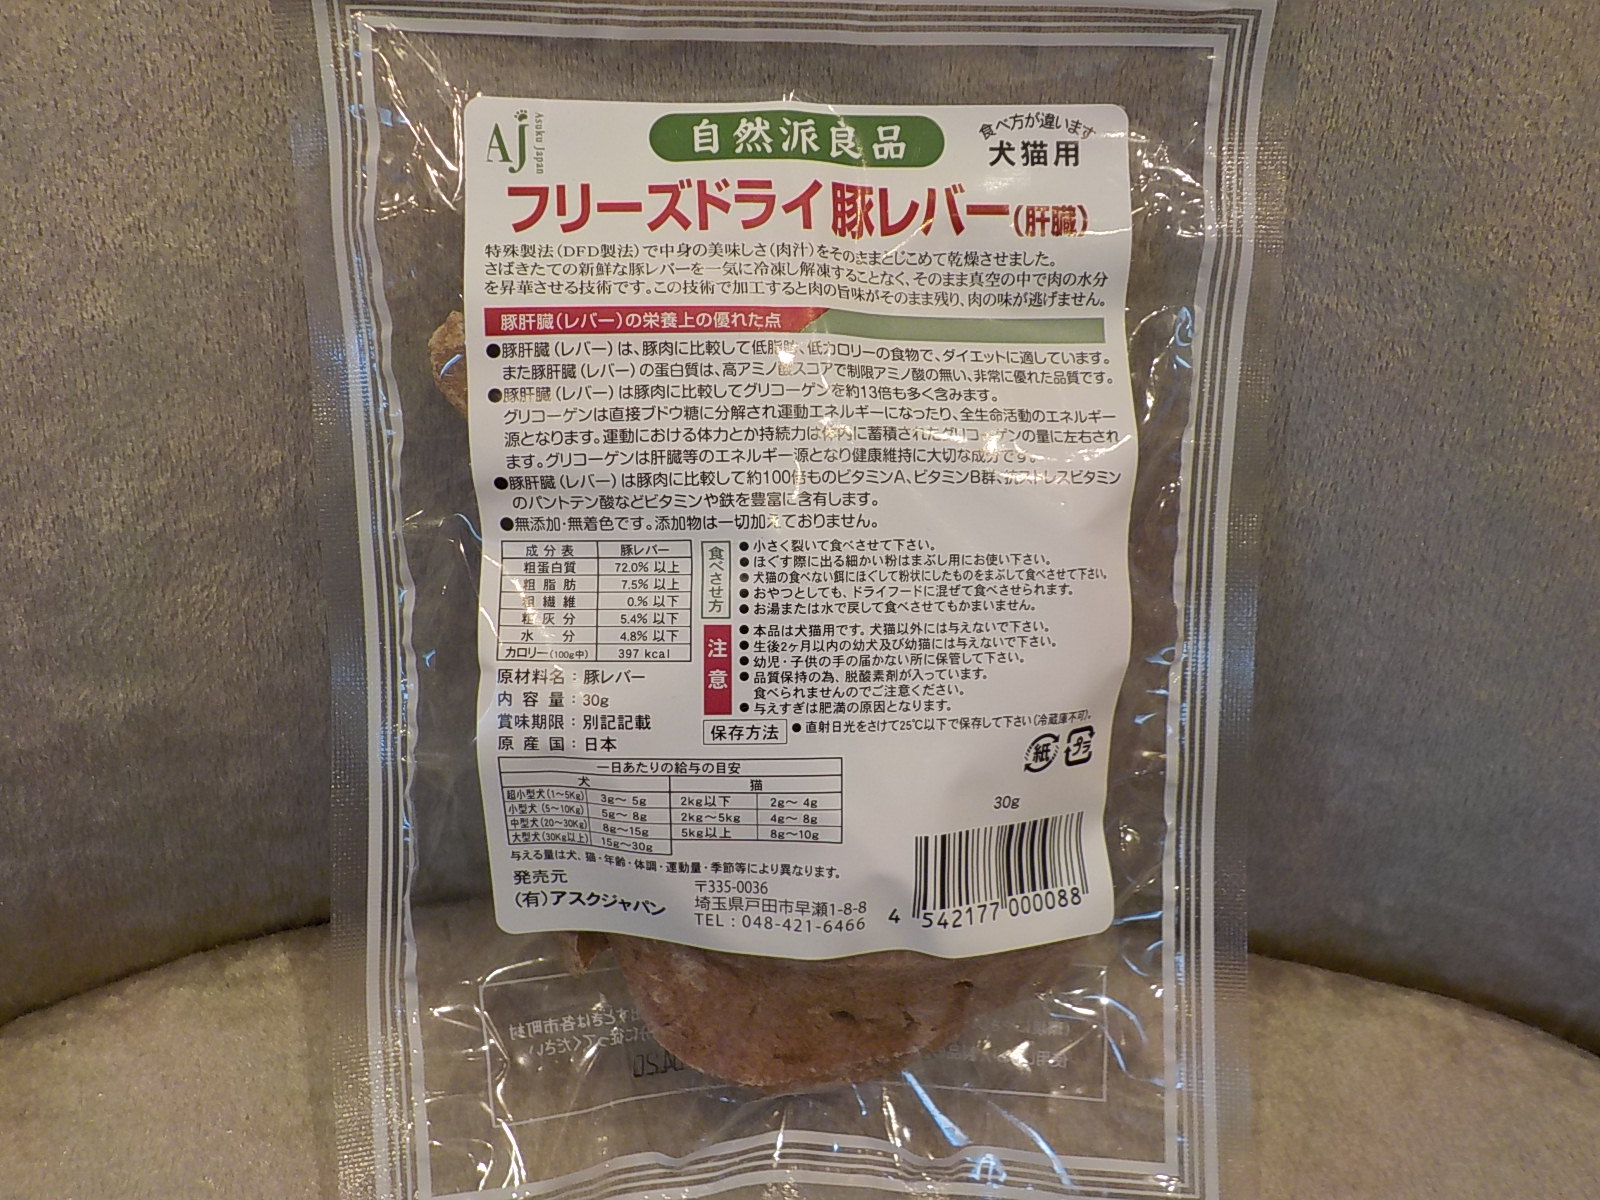 AJ
Asuku Japan
自然派良品
食べ方が違います
犬猫用
フリーズドライ豚レバー(肝臓)
特殊製法(DFD製法)で中身の美味しさ(肉汁)をそのままとじこめて乾燥させました。
さばきたての新鮮な豚レバーを一気に冷凍し解凍することなく、そのまま真空の中で肉の水分
を昇華させる技術です。この技術で加工すると肉の旨味がそのまま残り、肉の味が逃げません。
豚肝臓(レバー)の栄養上の優れた点
●豚肝臓(レバー)は、豚肉に比較して低脂肪、低カロリーの食物で、ダイエットに適しています。
また豚肝臓(レバー)の蛋白質は、高アミノ酸スコアで制限アミノ酸の無い、非常に優れた品質です。
●豚肝臓(レバー)は豚肉に比較してグリコーゲンを約13倍も多く含みます。
グリコーゲンは直接ブドウ糖に分解され運動エネルギーになったり、全生命活動のエネルギー
源となります。運動における体力とか持続力は体内に蓄積されたグリコーゲンの量に左右され
ます。グリコーゲンは肝臓等のエネルギー源となり健康維持に大切な成分です。
●豚肝臓(レバー)は豚肉に比較して約100倍ものビタミンA、ビタミンB群、抗ストレスビタミン
のパントテン酸などビタミンや鉄を豊富に含有します。
●無添加・無着色です。添加物は一切加えておりません。
成分表 豚レバー
粗蛋白質 72.0% 以上
粗脂肪 7.5% 以上
粗繊維 0.% 以下
粗灰分 5.4% 以下
水分 4.8% 以下
カロリー(100g中) 397 kcal
食べさせ方
●小さく裂いて食べさせて下さい。
●ほぐす際に出る細かい粉はまぶし用にお使い下さい。
●犬猫の食べない餌にほぐして粉状にしたものをまぶして食べさせて下さい。
●おやつとしても、ドライフードに混ぜて食べさせられます。
●お湯または水で戻して食べさせてもかまいません。
注意
●本品は犬猫用です。犬猫以外には与えないで下さい。
●生後2ヶ月以内の幼犬及び幼猫には与えないで下さい。
●幼児・子供の手の届かない所に保管して下さい。
●品質保持の為、脱酸素剤が入っています。
食べられませんのでご注意ください。
●与えすぎは肥満の原因となります。
原材料名：豚レバー
内容量：30g
賞味期限：別記記載
原産国：日本
保存方法
●直射日光をさけて25℃以下で保存して下さい(冷蔵庫不可)。
紙
プラ
一日あたりの給与の目安
犬 猫
超小型犬(1〜5Kg) 3g〜5g 2kg以下 2g〜4g
小型犬(5〜10Kg) 5g〜8g 2kg〜5kg 4g〜8g
中型犬(20〜30Kg) 8g〜15g 5kg以上 8g〜10g
大型犬(30Kg以上) 15g〜30g
与える量は犬、猫・年齢・体調・運動量・季節等により異なります。
発売元
(有)アスクジャパン
〒335-0036
埼玉県戸田市早瀬1-8-8
TEL：048-421-6466
30g
4 542177 000088